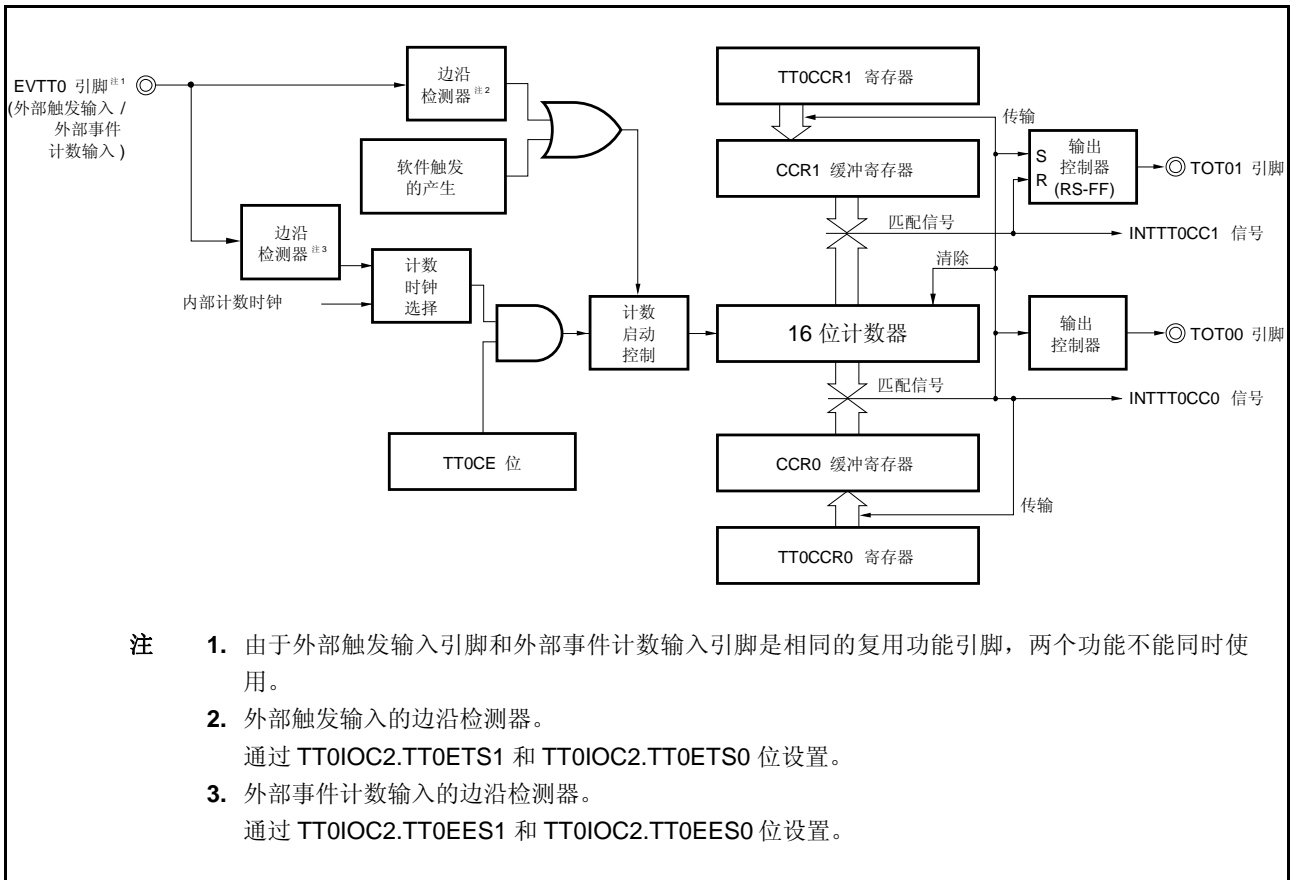 EVTT0 引脚注1
(外部触发输入 /
外部事件
计数输入 )
边沿
检测器注2
软件触发
的产生
边沿
检测器注3
内部计数时钟
计数
时钟
选择
TT0CE 位
计数
启动
控制
TT0CCR1 寄存器
传输
CCR1 缓冲寄存器
匹配信号
清除
16 位计数器
匹配信号
CCR0 缓冲寄存器
传输
TT0CCR0 寄存器
S
R
输出
控制器
(RS-FF)
TOT01 引脚
INTTT0CC1 信号
输出
控制器
TOT00 引脚
INTTT0CC0 信号
注 1. 由于外部触发输入引脚和外部事件计数输入引脚是相同的复用功能引脚，两个功能不能同时使
用。
2. 外部触发输入的边沿检测器。
通过 TT0IOC2.TT0ETS1 和 TT0IOC2.TT0ETS0 位设置。
3. 外部事件计数输入的边沿检测器。
通过 TT0IOC2.TT0EES1 和 TT0IOC2.TT0EES0 位设置。